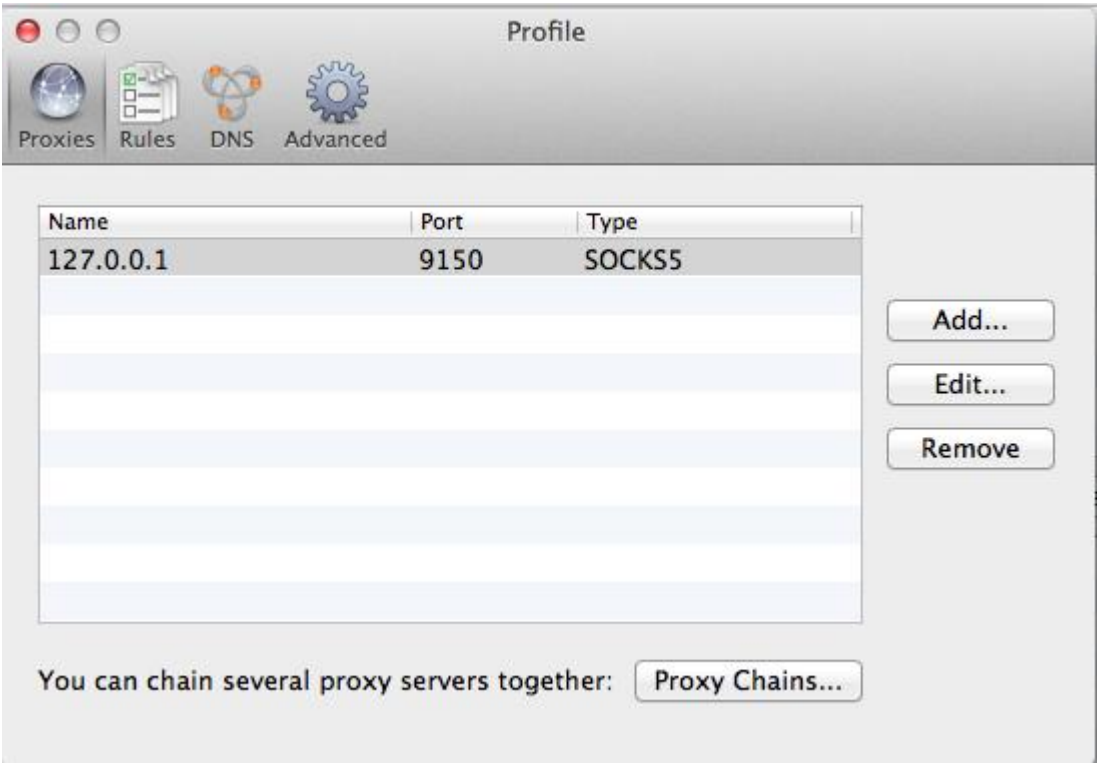 Profile
Proxies Rules DNS Advanced
Name Port Type
127.0.0.1 9150 SOCKS5
Add...
Edit...
Remove
You can chain several proxy servers together: Proxy Chains...